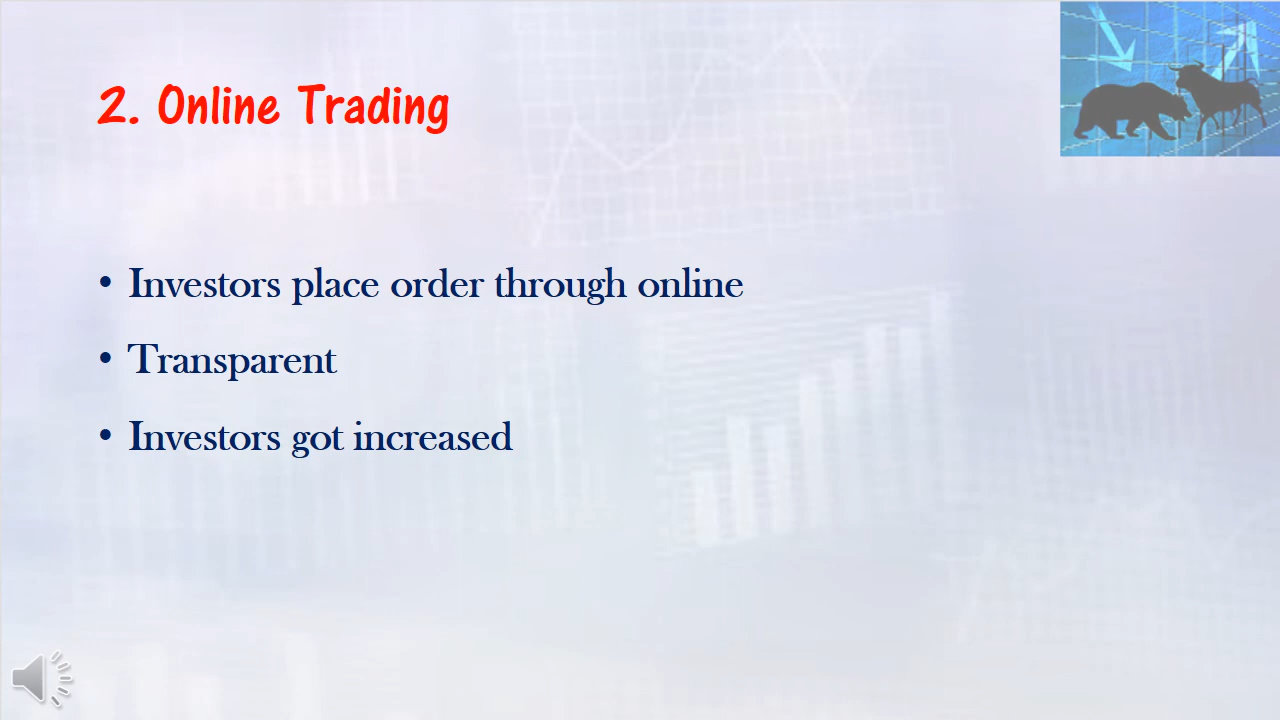 2. Online Trading
• Investors place order through online
• Transparent
• Investors got increased